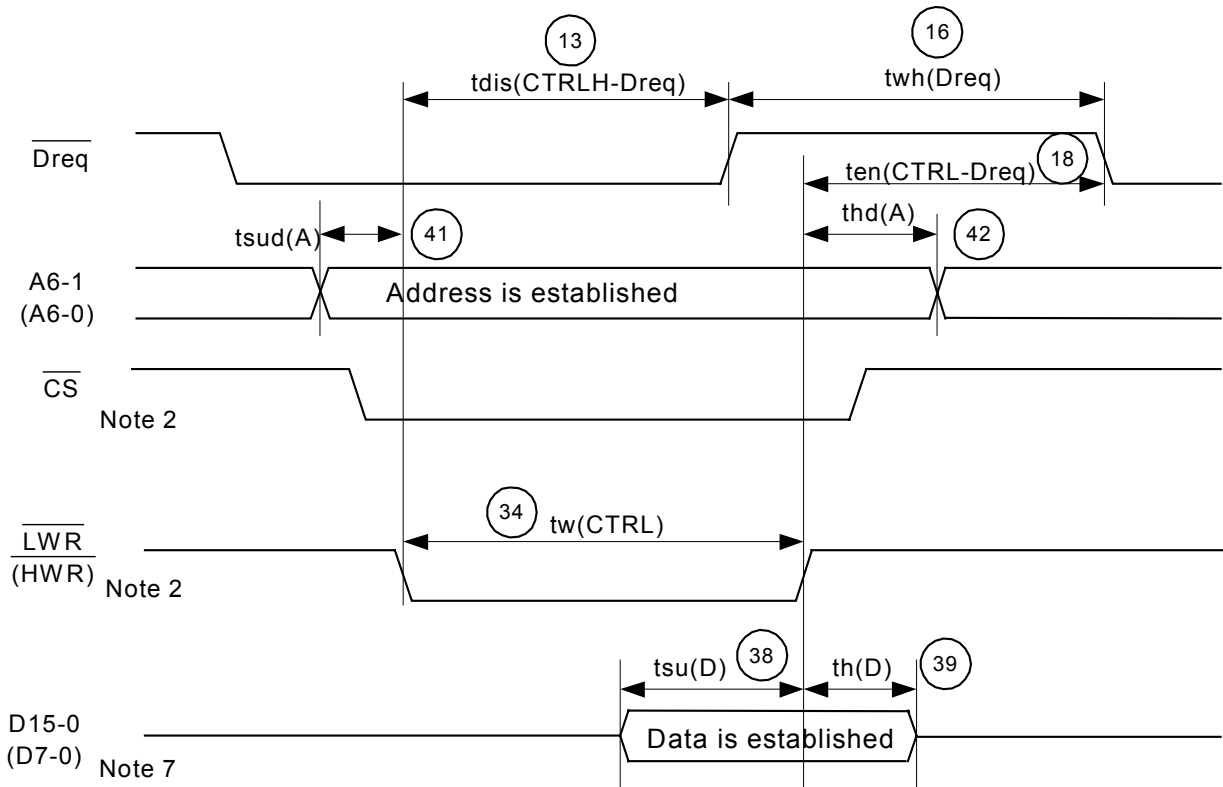 13
16
tdis(CTRLH-Dreq)
twh(Dreq)
Dreq
ten(CTRL-Dreq)
18
tsud(A)
41
thd(A)
42
A6-1
(A6-0)
Address is established
CS
Note 2
34
tw(CTRL)
LWR
(HWR)
Note 2
tsu(D)
38
th(D)
39
D15-0
(D7-0)
Data is established
Note 7